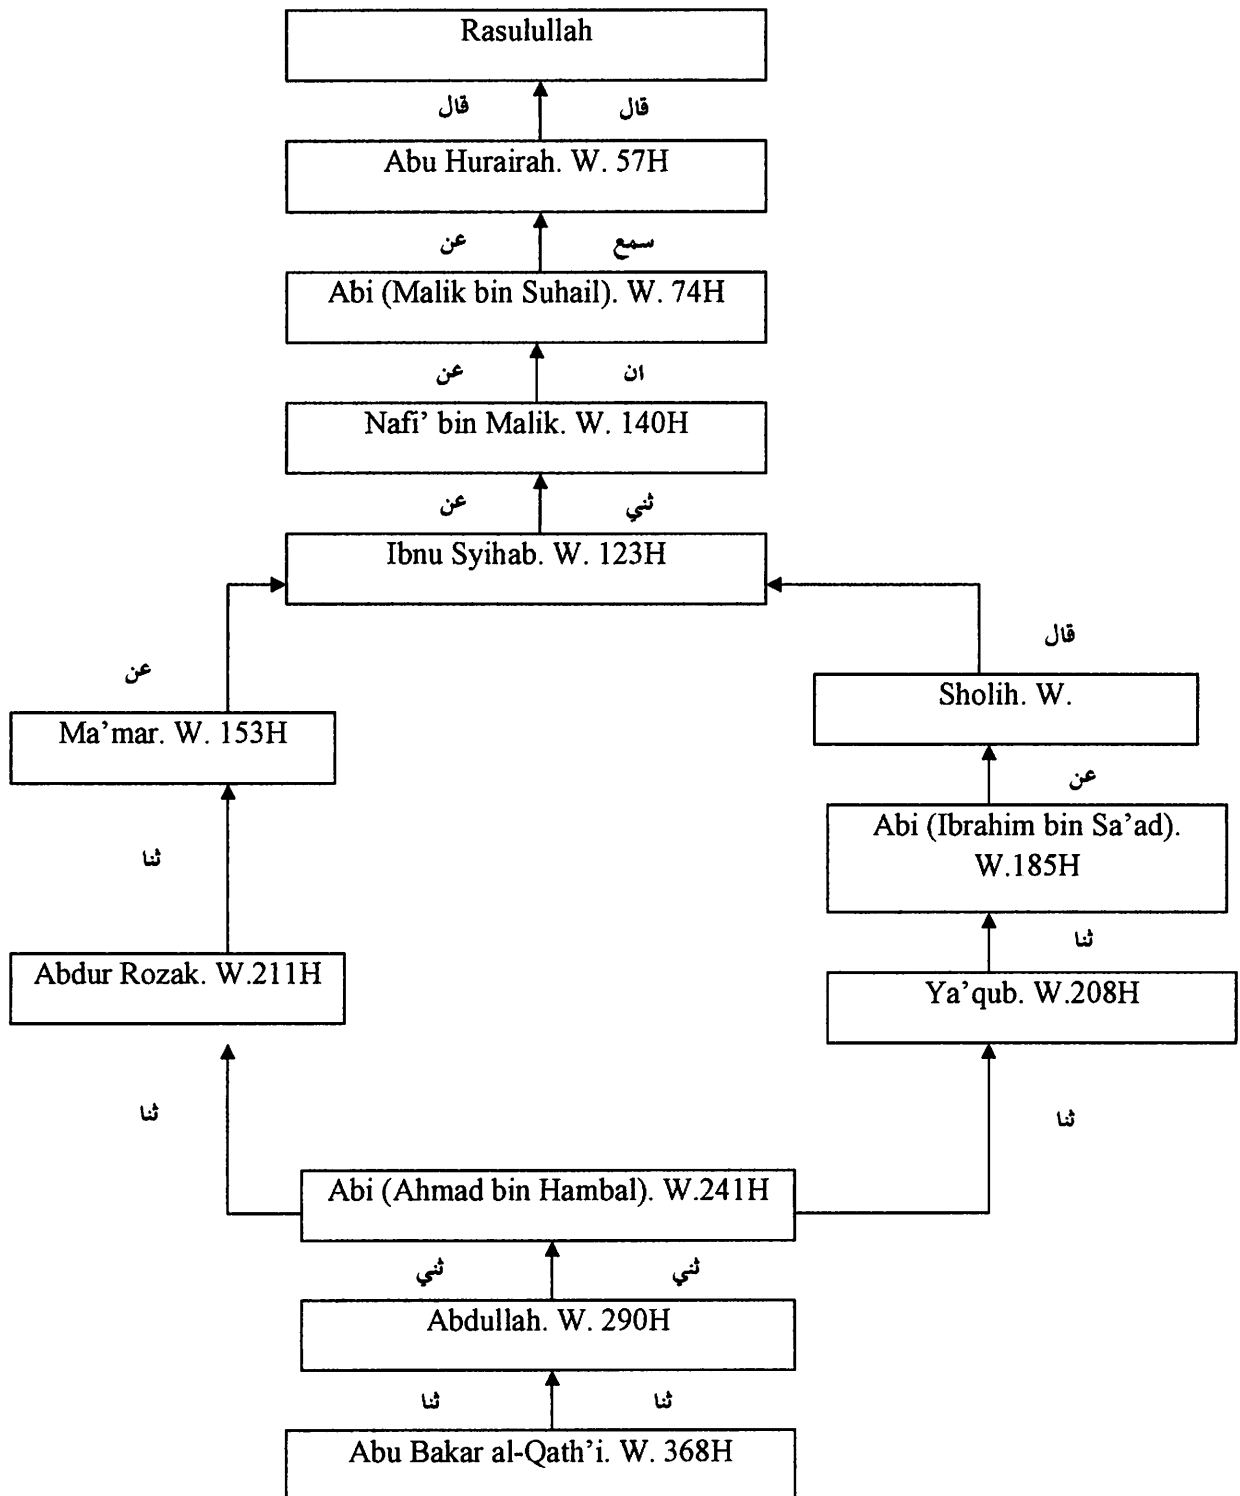 Rasulullah
قال قال
Abu Hurairah. W. 57H
عن سمع
Abi (Malik bin Suhail). W. 74H
عن ان
Nafi' bin Malik. W. 140H
عن ثني
Ibnu Syihab. W. 123H
قال
عن
Sholih. W.
Ma'mar. W. 153H
عن
Abi (Ibrahim bin Sa'ad).
W.185H
ثنا
ثنا
Abdur Rozak. W.211H
Ya'qub. W.208H
ثنا
ثنا
Abi (Ahmad bin Hambal). W.241H
ثني ثني
Abdullah. W. 290H
ثنا ثنا
Abu Bakar al-Qath'i. W. 368H